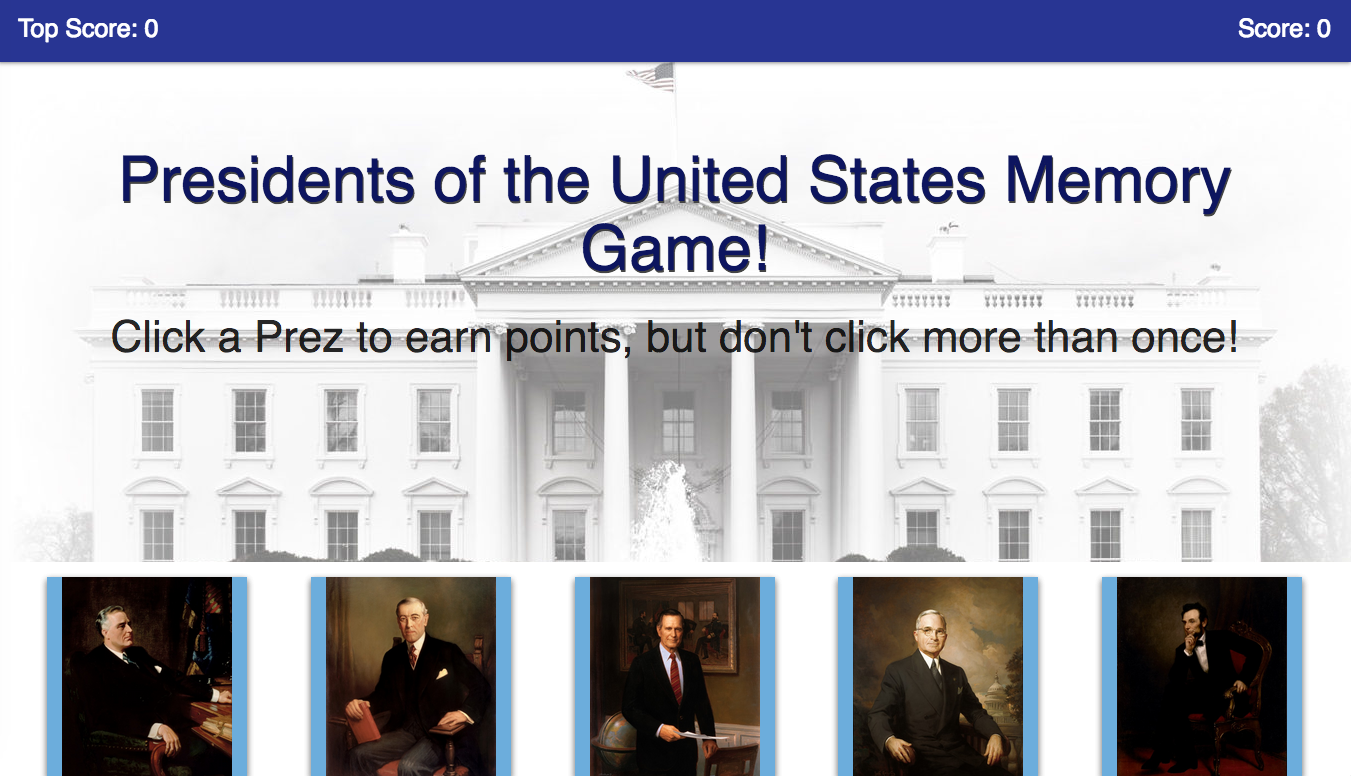 Top Score: 0
Score: 0
Presidents of the United States Memory
Game!
Click a Prez to earn points, but don't click more than once!